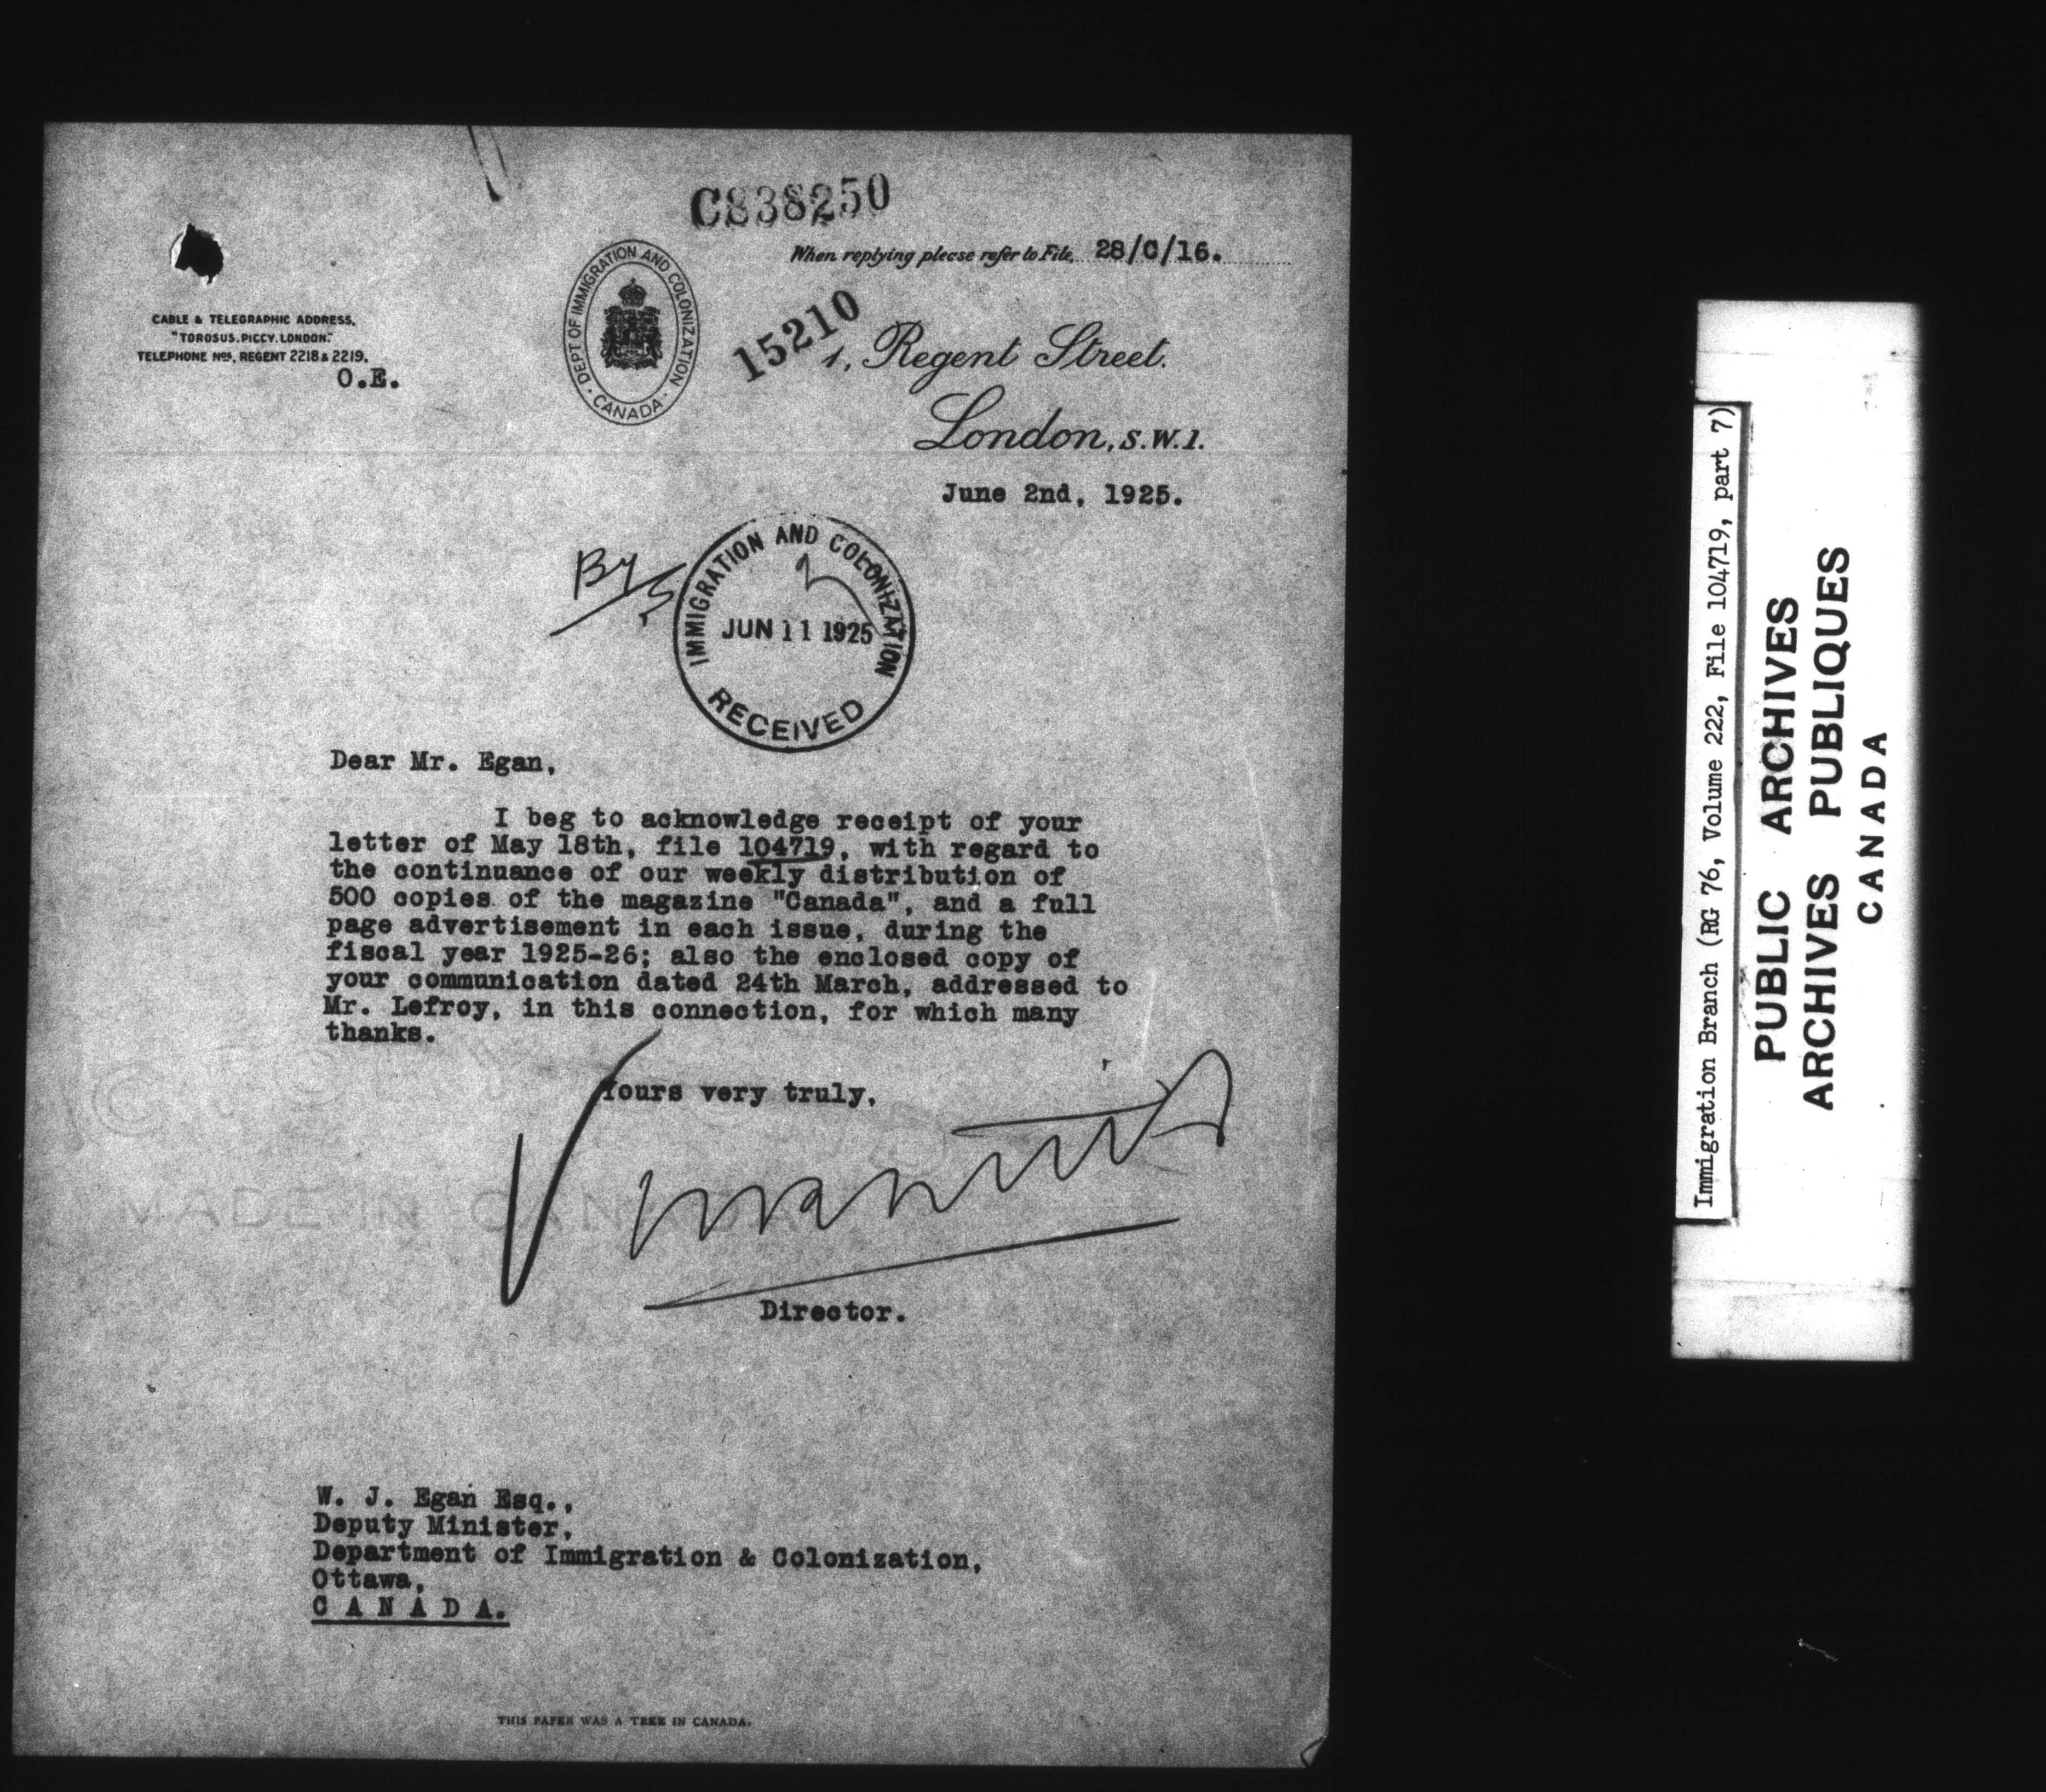 C838250
When replying please refer to File, 28/C/16.
DEPT OF IMMIGRATION AND COLONIZATION
CANADA
15210
CABLE & TELEGRAPHIC ADDRESS,
"TOROSUS.PICCY.LONDON."
TELEPHONE Nos, REGENT 2218 & 2219.
O.E.
1, Regent Street.
London, S.W.1.
June 2nd, 1925.
By
IMMIGRATION AND COLONIZATION
JUN 11 1925
RECEIVED
Dear Mr. Egan,
I beg to acknowledge receipt of your
letter of May 18th, file 104719, with regard to
the continuance of our weekly distribution of
500 copies of the magazine "Canada", and a full
page advertisement in each issue, during the
fiscal year 1925-26; also the enclosed copy of
your communication dated 24th March, addressed to
Mr. Lefroy, in this connection, for which many
thanks.
Yours very truly,
MADE IN CANADA
Director.
W. J. Egan Esq.,
Deputy Minister,
Department of Immigration & Colonization,
Ottawa,
C A N A D A.
THIS PAPER WAS A TREE IN CANADA.
Immigration Branch (RG 76, Volume 222, File 104719, part 7)
PUBLIC ARCHIVES
ARCHIVES PUBLIQUES
CANADA